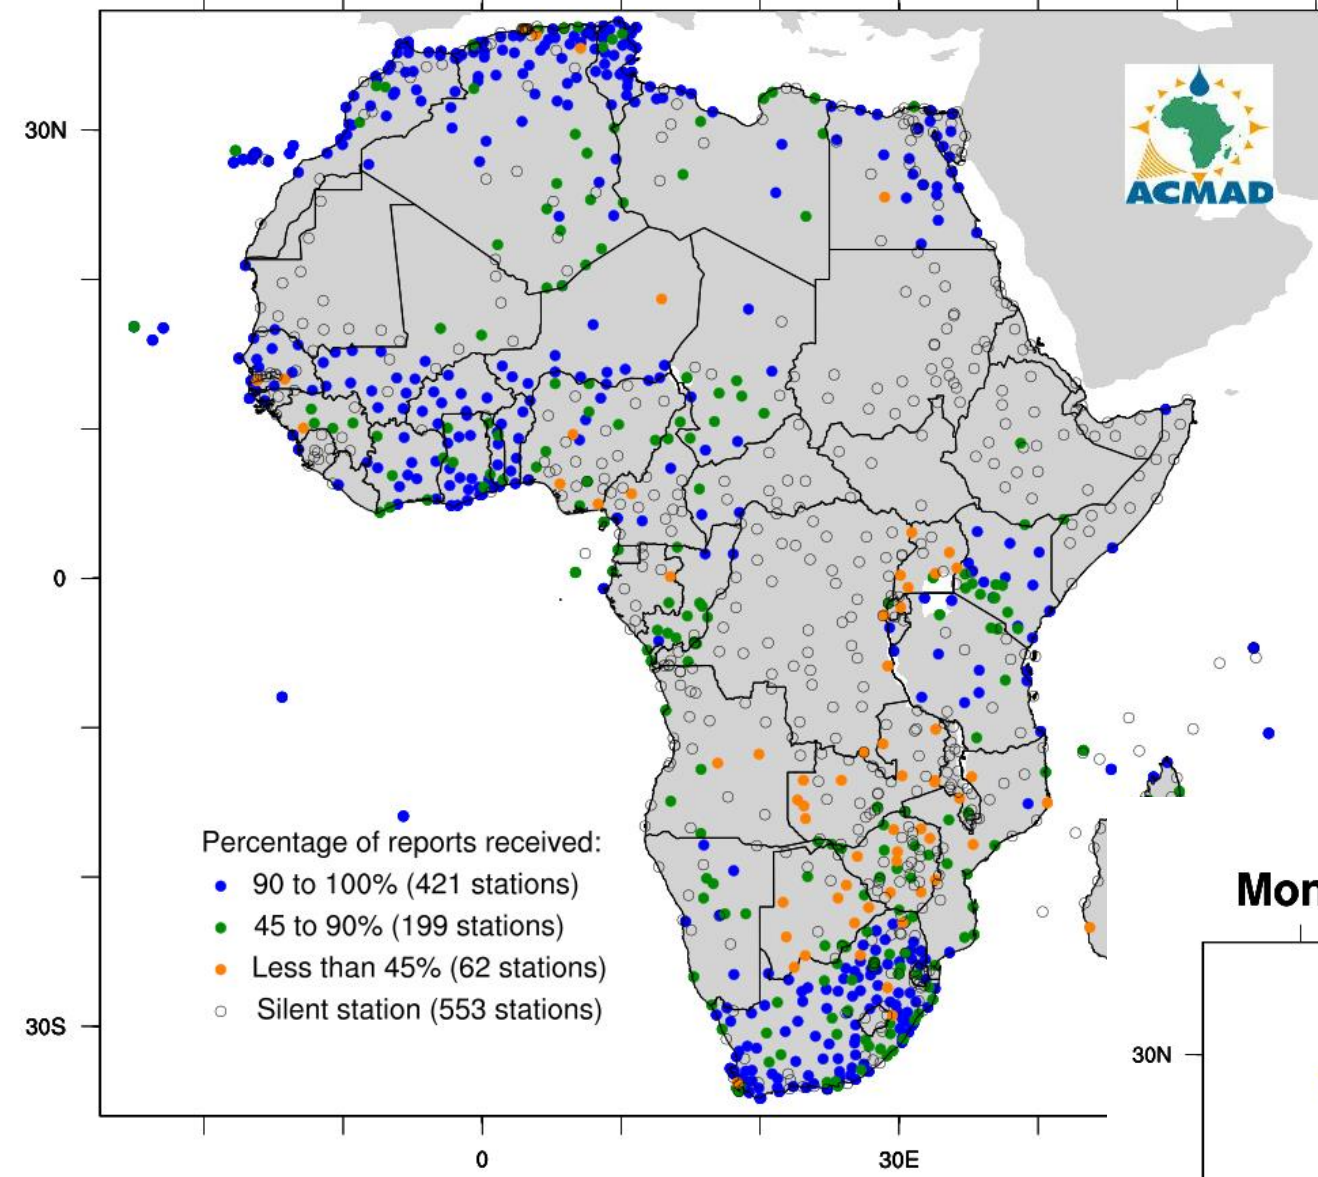 30N
ACMAD
0
Percentage of reports received:
90 to 100% (421 stations)
45 to 90% (199 stations)
Less than 45% (62 stations)
Silent station (553 stations)
Mon
30S
30N
0
30E